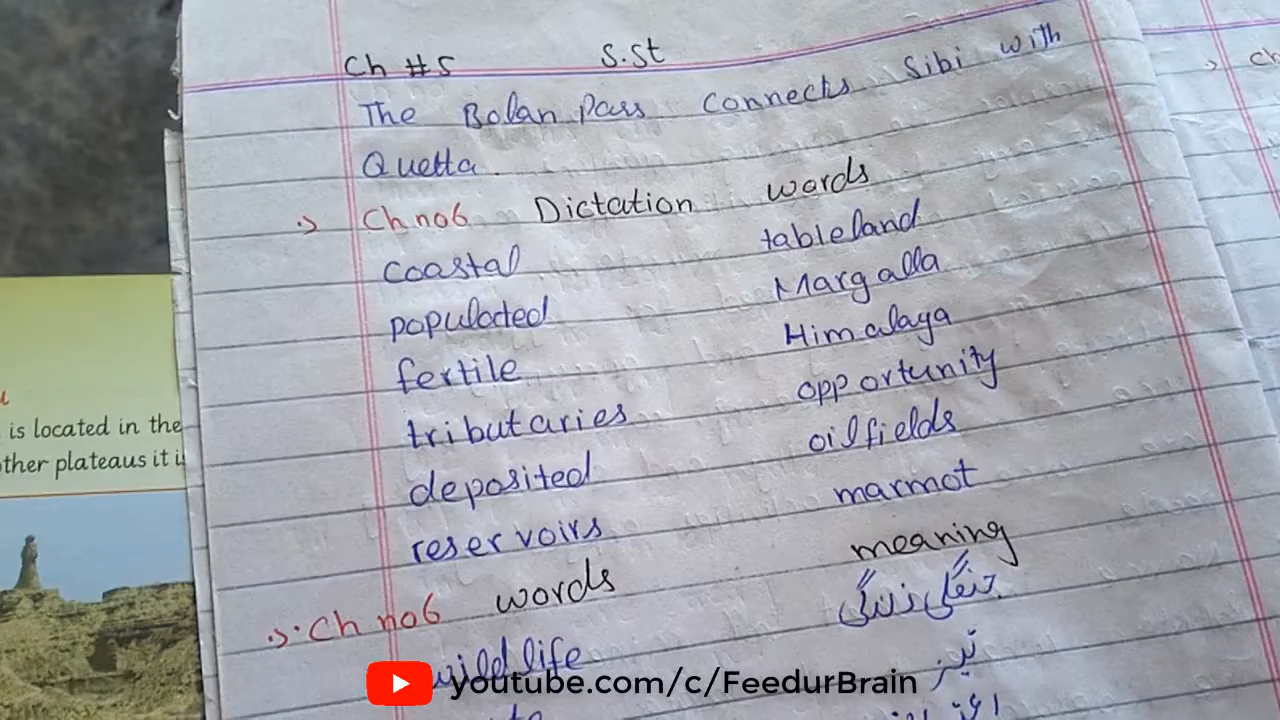 Ch #5 S.st
The Bolan Pass connects Sibi with
Quetta.
Ch no6 Dictation words
coastal tableland
populated Margalla
fertile Himalaya
tributaries opportunity
deposited oilfields
reservoirs marmot
Ch no6 words meaning
wildlife جنگلی زندگی
تیز
is located in the
ther plateaus it i
Ch
youtube.com/c/FeedurBrain